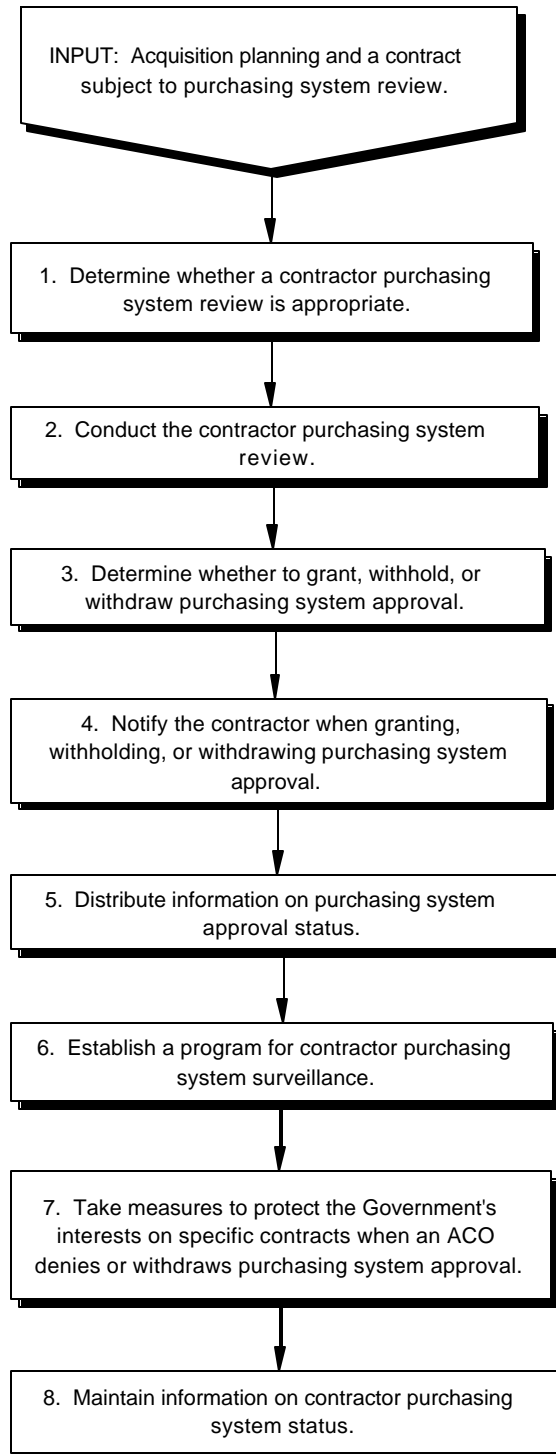 INPUT: Acquisition planning and a contract
subject to purchasing system review.
1. Determine whether a contractor purchasing
system review is appropriate.
2. Conduct the contractor purchasing system
review.
3. Determine whether to grant, withhold, or
withdraw purchasing system approval.
4. Notify the contractor when granting,
withholding, or withdrawing purchasing system
approval.
5. Distribute information on purchasing system
approval status.
6. Establish a program for contractor purchasing
system surveillance.
7. Take measures to protect the Government's
interests on specific contracts when an ACO
denies or withdraws purchasing system approval.
8. Maintain information on contractor purchasing
system status.